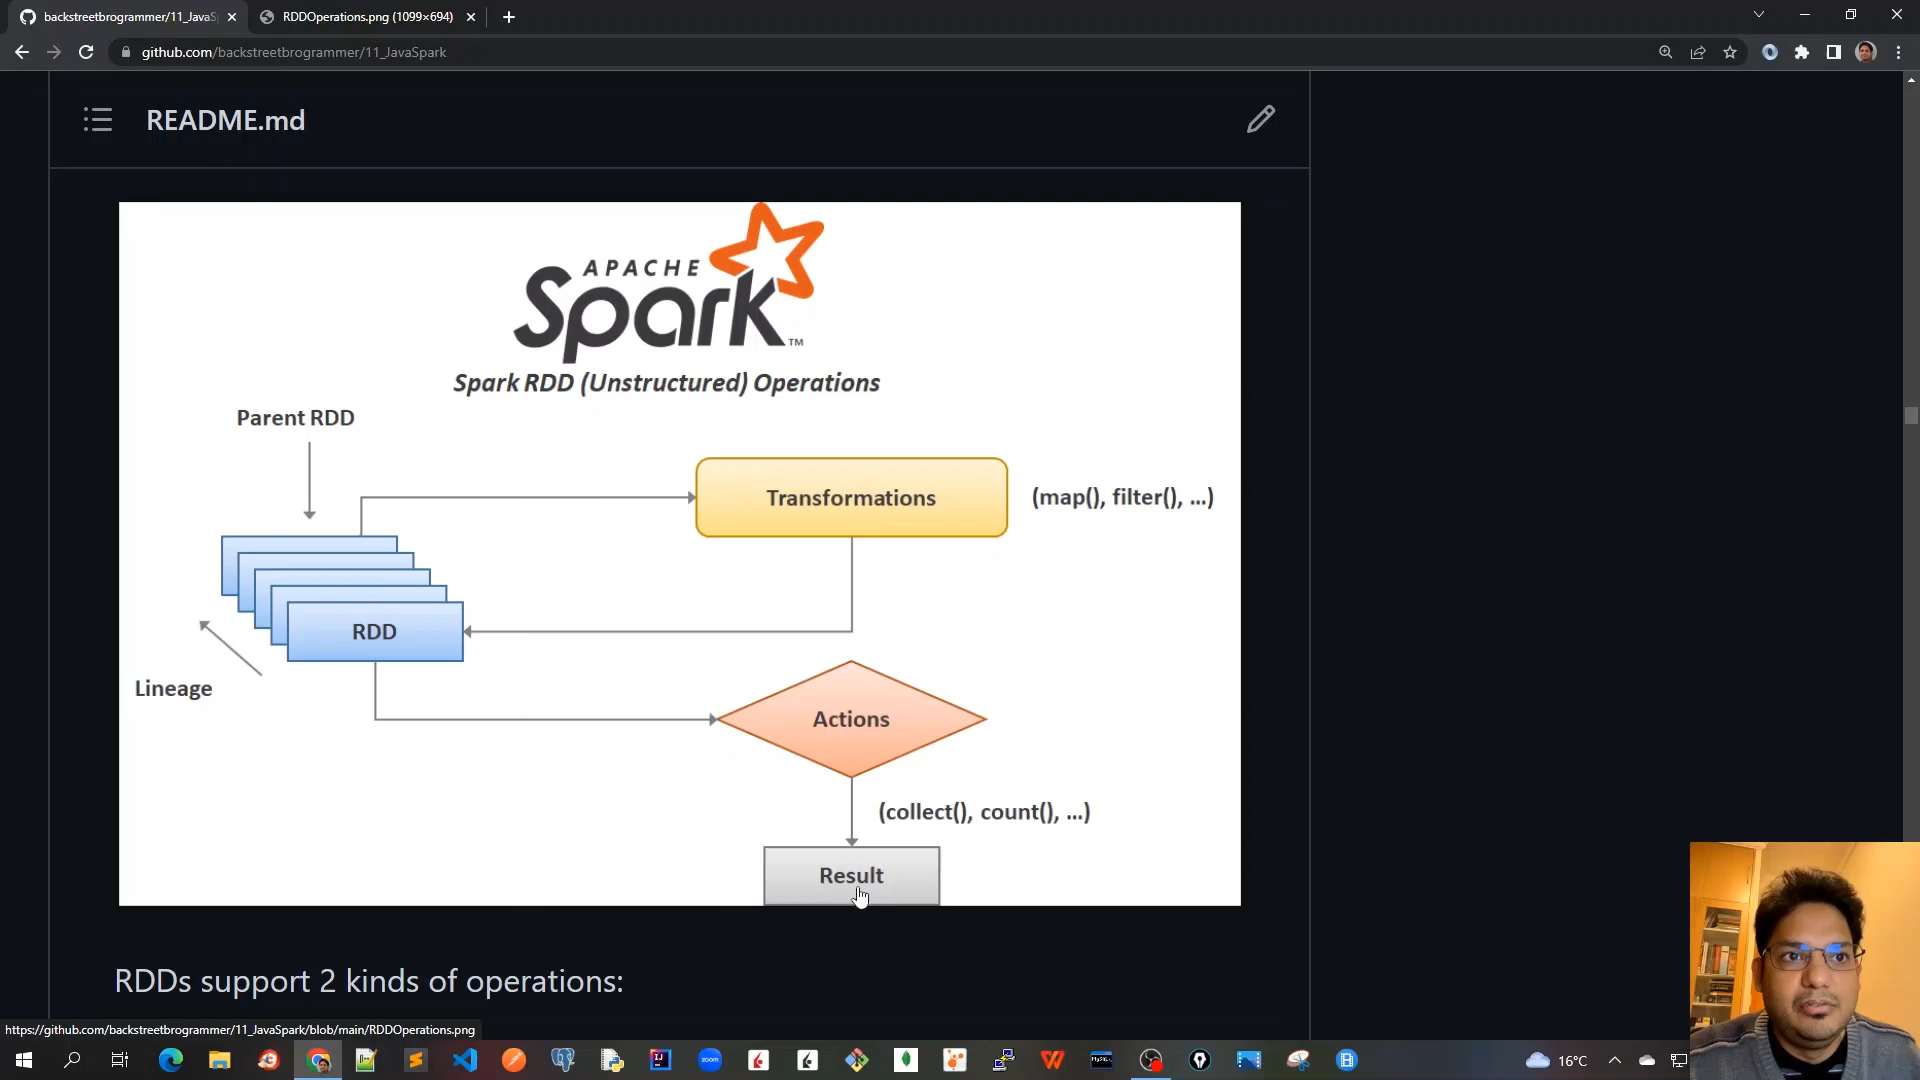 backstreetbrogrammer/11_JavaS
RDDOperations.png (1099×694)
github.com/backstreetbrogrammer/11_JavaSpark
README.md
APACHE
Spark
TM
Spark RDD (Unstructured) Operations
Parent RDD
Transformations
(map(), filter(), ...)
RDD
Lineage
Actions
(collect(), count(), ...)
Result
RDDs support 2 kinds of operations:
https://github.com/backstreetbrogrammer/11_JavaSpark/blob/main/RDDOperations.png
16°C